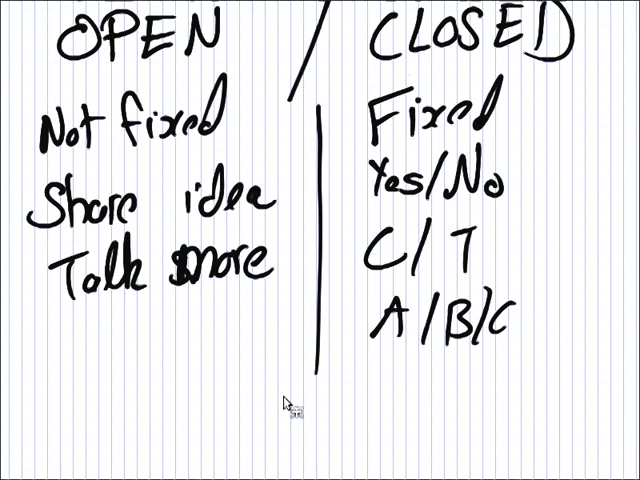 OPEN / CLOSED
Not fixed
Share idea
Talk more
Fixed
Yes/No
C/T
A/B/C